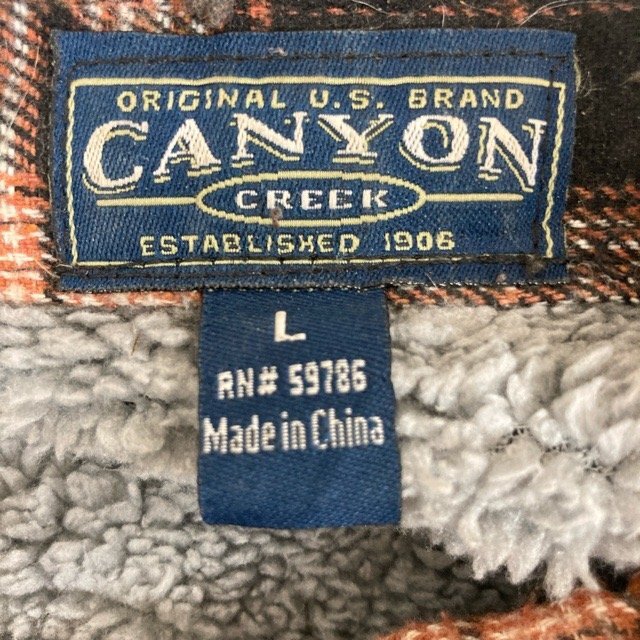 ORIGINAL U.S. BRAND
CANYON
CREEK
ESTABLISHED 1906
L
RN# 59786
Made in China